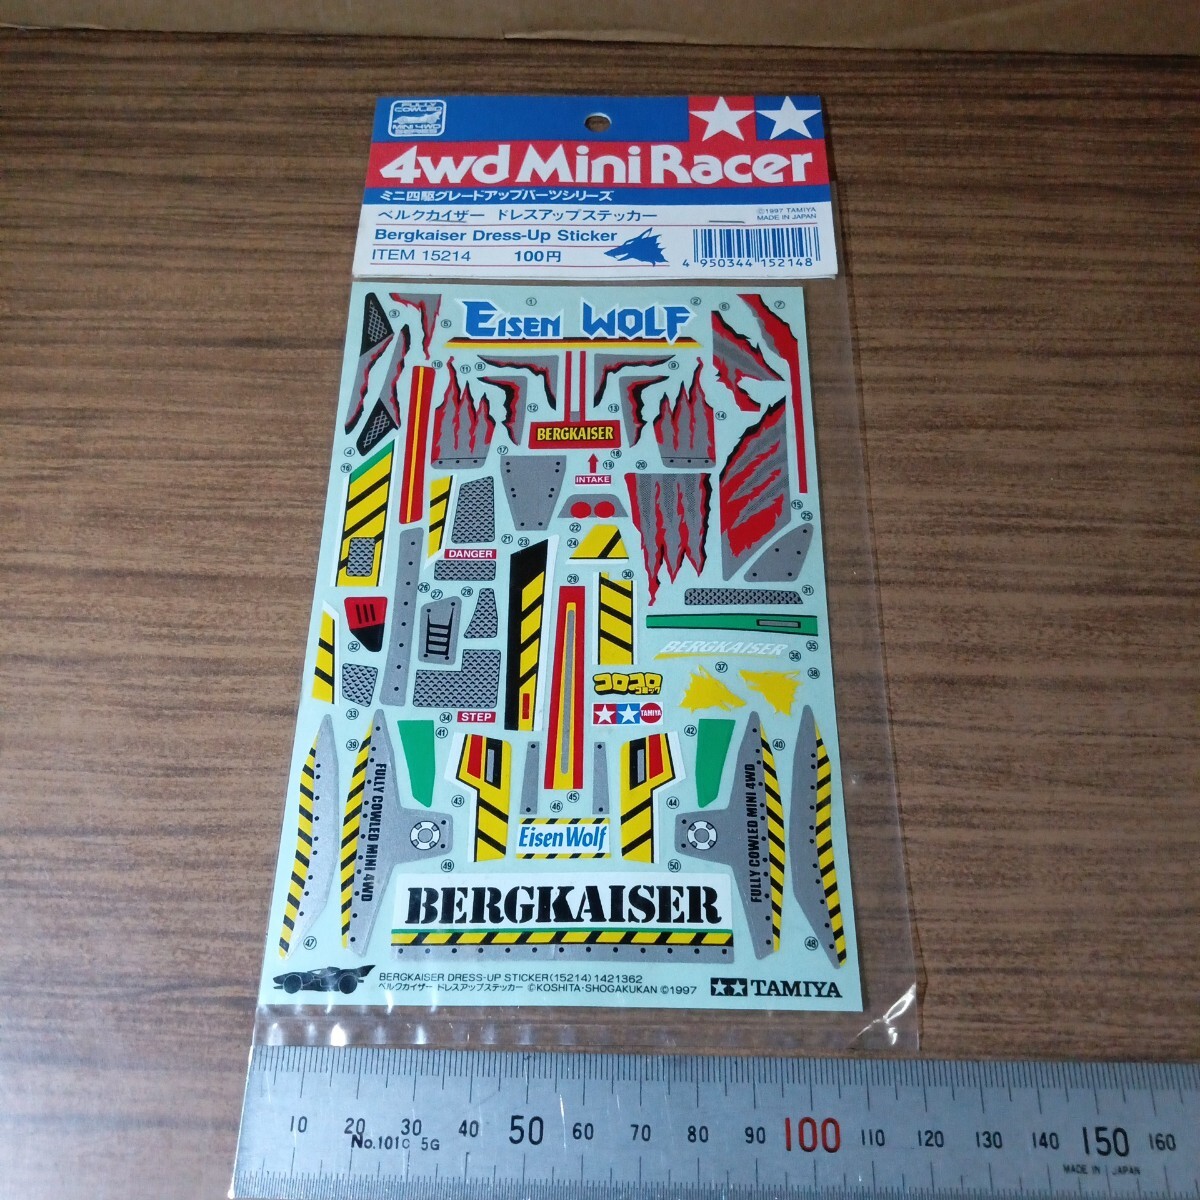 FULLY
COWLED
MINI 4WD
4wd Mini Racer
ミニ四駆グレードアップパーツシリーズ
ベルクカイザー ドレスアップステッカー
©1997 TAMIYA
MADE IN JAPAN
Bergkaiser Dress-Up Sticker
ITEM 15214 100円
4 950344 152148
EISEN WOLF
BERGKAISER
INTAKE
DANGER
BERGKAISER
コロコロ
コミック
TAMIYA
STEP
FULLY COWLED MINI 4WD
FULLY COWLED MINI 4WD
Eisen Wolf
BERGKAISER
BERGKAISER DRESS-UP STICKER (15214) 1421362
ベルクカイザー ドレスアップステッカー ©KOSHITA·SHOGAKUKAN ©1997
TAMIYA
10 20 30 40 50 60 70 80 90 100 110 120 130 140 150 160
MADE IN JAPAN